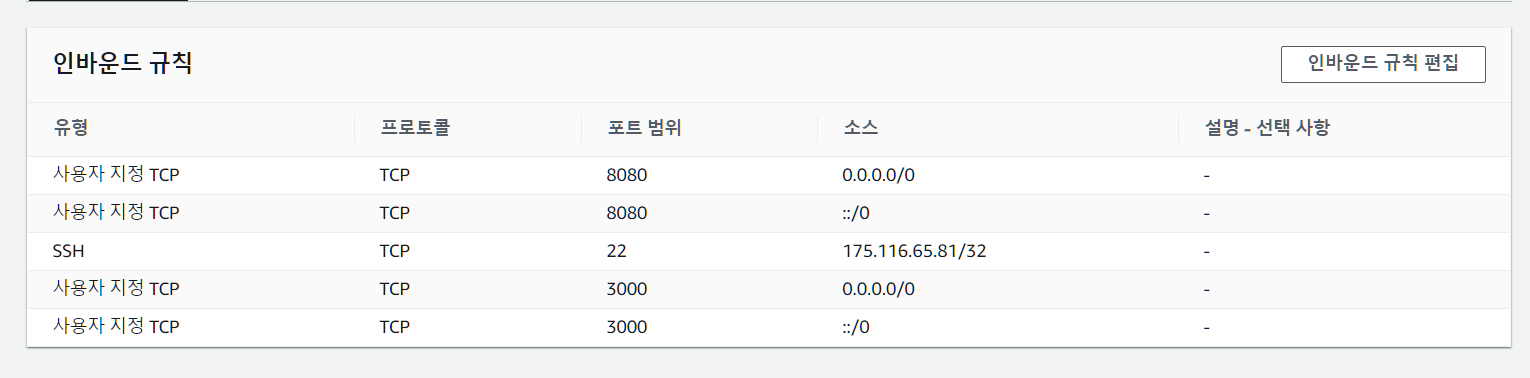 인바운드 규칙
인바운드 규칙 편집
유형 프로토콜 포트 범위 소스 설명 - 선택 사항
사용자 지정 TCP TCP 8080 0.0.0.0/0 -
사용자 지정 TCP TCP 8080 ::/0 -
SSH TCP 22 175.116.65.81/32 -
사용자 지정 TCP TCP 3000 0.0.0.0/0 -
사용자 지정 TCP TCP 3000 ::/0 -